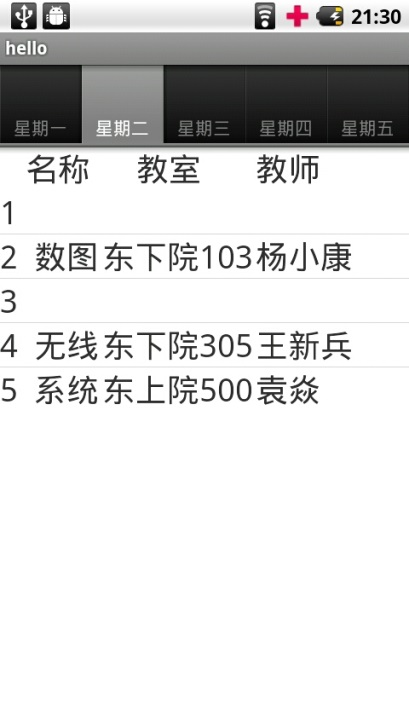 21:30
hello
星期一 星期二 星期三 星期四 星期五
名称 教室 教师
1
2 数图 东下院103 杨小康
3
4 无线 东下院305 王新兵
5 系统 东上院500 袁焱